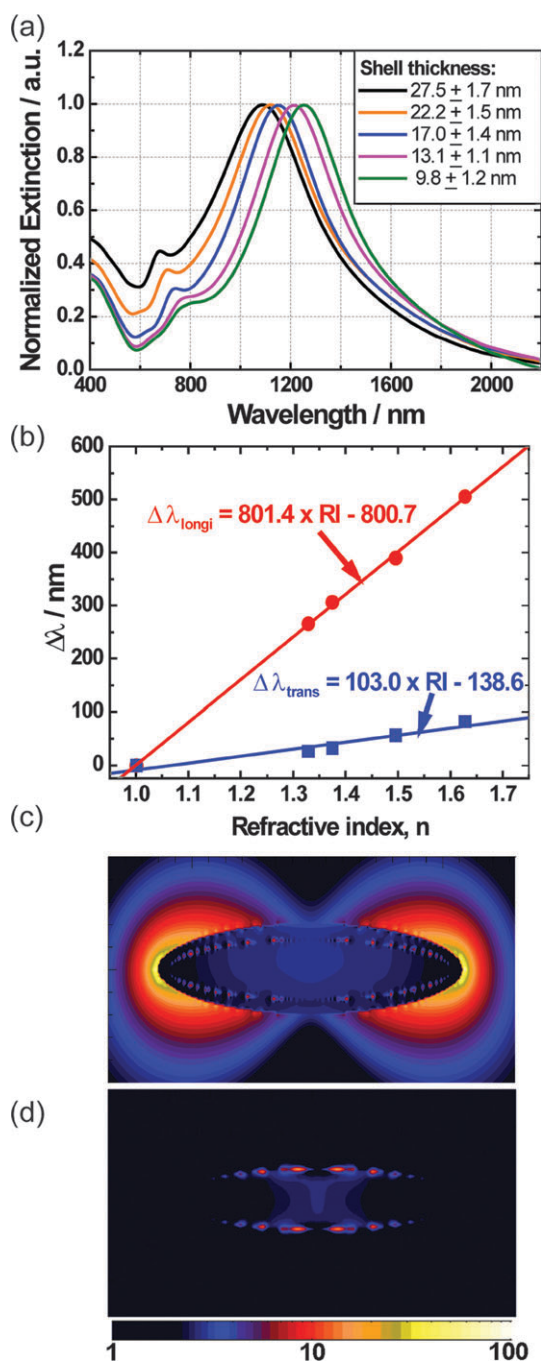 (a)
Normalized Extinction / a.u.
1.2
1.0
0.8
0.6
0.4
0.2
0.0
Shell thickness:
27.5 ± 1.7 nm
22.2 ± 1.5 nm
17.0 ± 1.4 nm
13.1 ± 1.1 nm
9.8 ± 1.2 nm
400 800 1200 1600 2000
Wavelength / nm
(b)
Δλ / nm
600
500
400
300
200
100
0
Δλlongi = 801.4 x RI - 800.7
Δλtrans = 103.0 x RI - 138.6
1.0 1.1 1.2 1.3 1.4 1.5 1.6 1.7
Refractive index, n
(c)
(d)
1 10 100